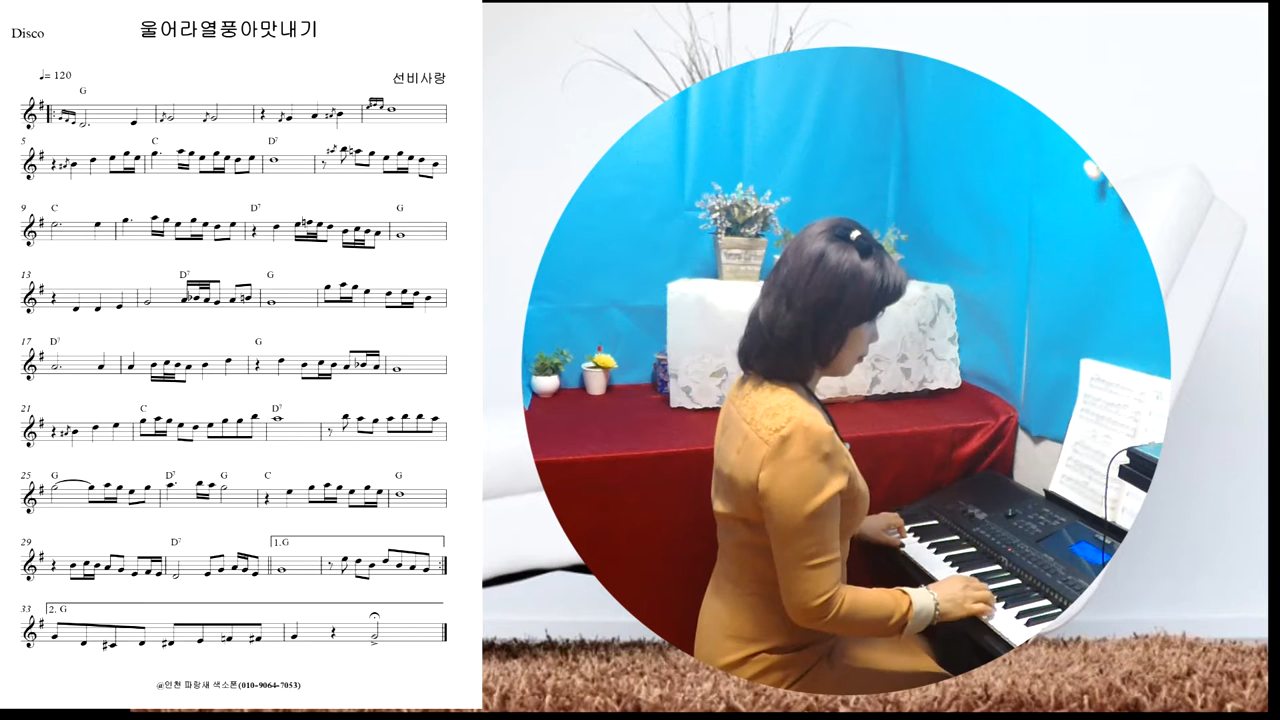 울어라열풍아맛내기
Disco
♩= 120
선비사랑
G
5 C D7
9 C D7 G
13 D7 G
17 D7 G
21 C D7
25 G D7 G C G
29 D7 1.G
33 2. G
@인천 파랑새 색소폰(010-9064-7053)